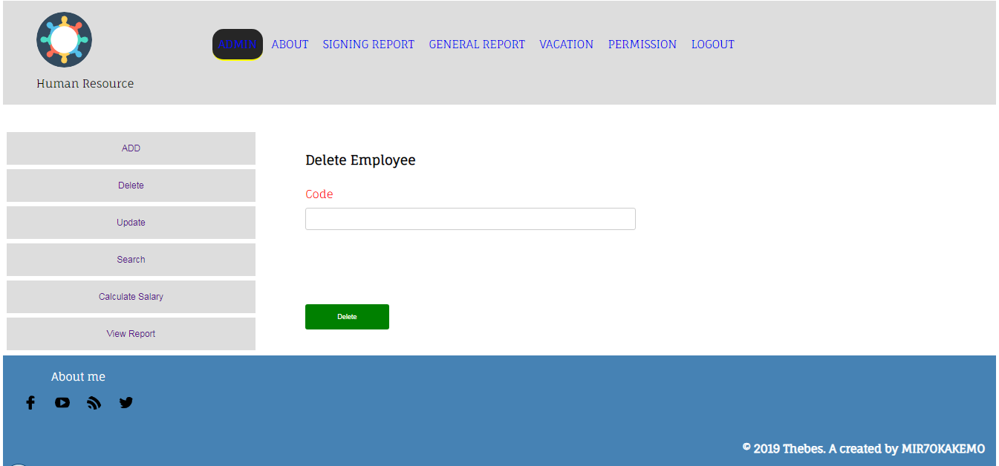 Human Resource
ADMIN ABOUT SIGNING REPORT GENERAL REPORT VACATION PERMISSION LOGOUT
ADD
Delete
Update
Search
Calculate Salary
View Report
Delete Employee
Code
Delete
About me
© 2019 Thebes. A created by MIR7OKAKEMO